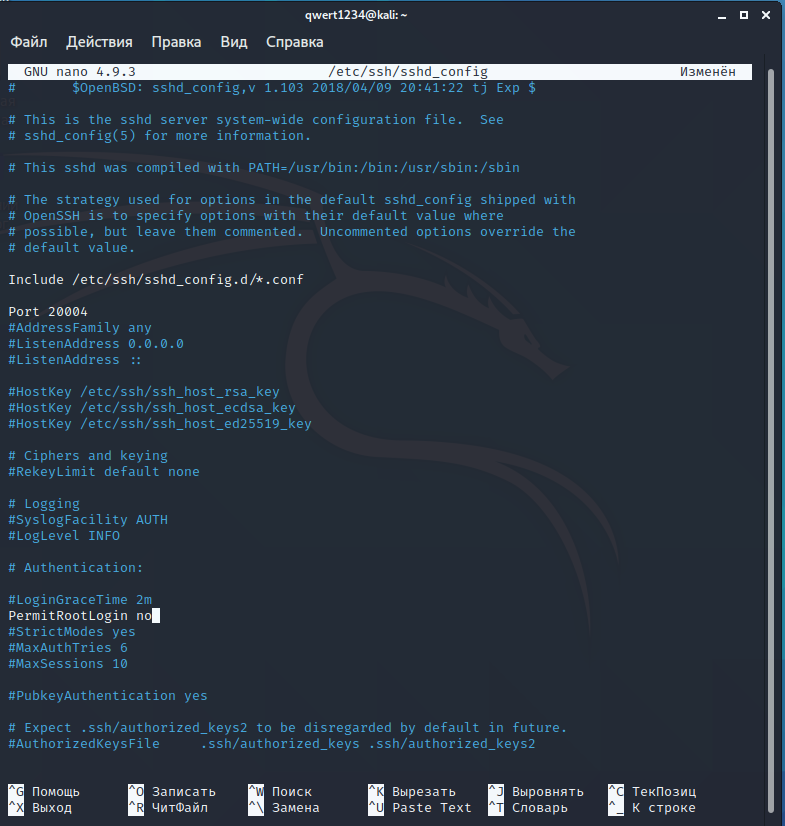 qwert1234@kali: ~
Файл Действия Правка Вид Справка
GNU nano 4.9.3 /etc/ssh/sshd_config Изменён
# $OpenBSD: sshd_config,v 1.103 2018/04/09 20:41:22 tj Exp $
# This is the sshd server system-wide configuration file. See
# sshd_config(5) for more information.
# This sshd was compiled with PATH=/usr/bin:/bin:/usr/sbin:/sbin
# The strategy used for options in the default sshd_config shipped with
# OpenSSH is to specify options with their default value where
# possible, but leave them commented. Uncommented options override the
# default value.
Include /etc/ssh/sshd_config.d/*.conf
Port 20004
#AddressFamily any
#ListenAddress 0.0.0.0
#ListenAddress ::
#HostKey /etc/ssh/ssh_host_rsa_key
#HostKey /etc/ssh/ssh_host_ecdsa_key
#HostKey /etc/ssh/ssh_host_ed25519_key
# Ciphers and keying
#RekeyLimit default none
# Logging
#SyslogFacility AUTH
#LogLevel INFO
# Authentication:
#LoginGraceTime 2m
PermitRootLogin no
#StrictModes yes
#MaxAuthTries 6
#MaxSessions 10
#PubkeyAuthentication yes
# Expect .ssh/authorized_keys2 to be disregarded by default in future.
#AuthorizedKeysFile .ssh/authorized_keys .ssh/authorized_keys2
^G Помощь ^O Записать ^W Поиск ^K Вырезать ^J Выровнять ^C ТекПозиц
^X Выход ^R ЧитФайл ^\ Замена ^U Paste Text ^T Словарь ^_ К строке